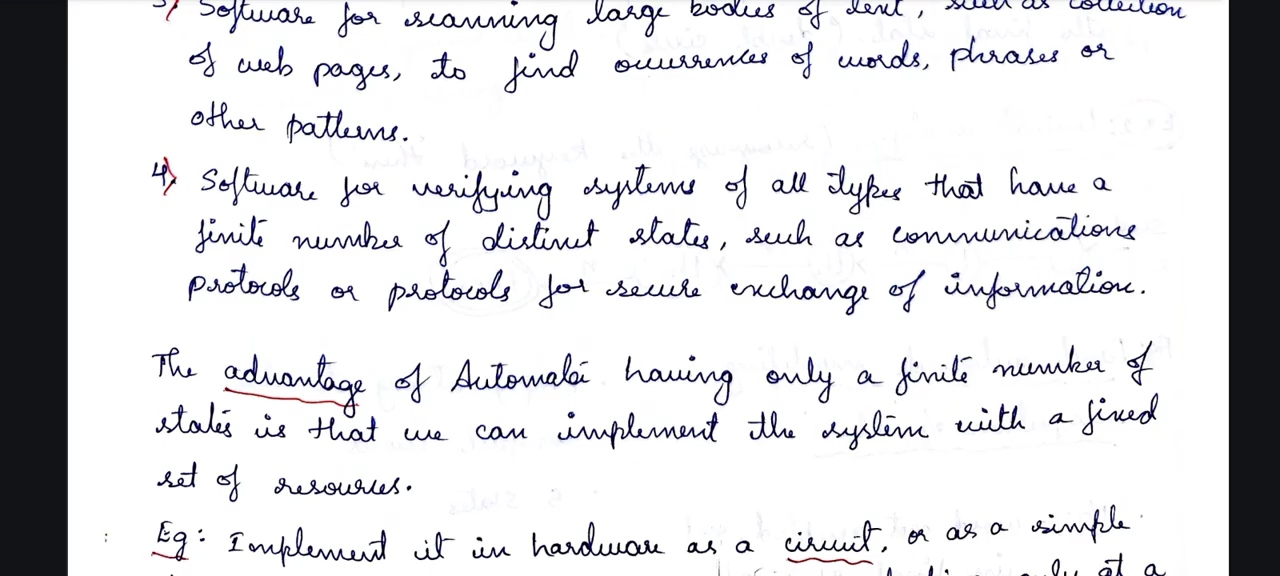 3) Software for scanning large bodies of text, such as collection
of web pages, to find occurrences of words, phrases or
other patterns.
4) Software for verifying systems of all types that have a
finite number of distinct states, such as communications
protocols or protocols for secure exchange of information.
The advantage of Automata having only a finite number of
states is that we can implement the system with a fixed
set of resources.
Eg: Implement it in hardware as a circuit, or as a simple
only at a